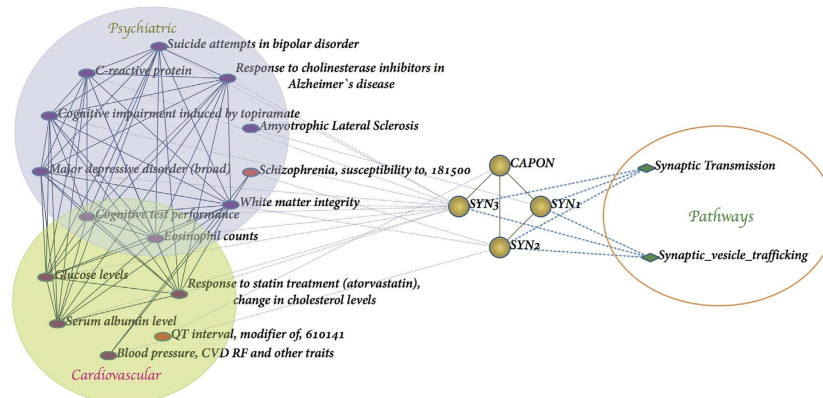 Psychiatric
Suicide attempts in bipolar disorder
C-reactive protein
Response to cholinesterase inhibitors in
Alzheimer`s disease
Cognitive impairment induced by topiramate
Amyotrophic Lateral Sclerosis
Major depressive disorder (broad)
Schizophrenia, susceptibility to, 181500
White matter integrity
Cognitive test performance
Eosinophil counts
Glucose levels
Response to statin treatment (atorvastatin),
change in cholesterol levels
Serum albumin level
QT interval, modifier of, 610141
Blood pressure, CVD RF and other traits
Cardiovascular
CAPON
SYN3
SYN1
SYN2
Synaptic Transmission
Pathways
Synaptic_vesicle_trafficking